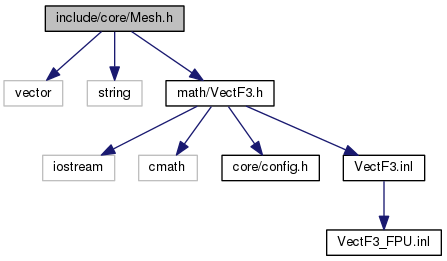 include/core/Mesh.h
vector
string
math/VectF3.h
iostream
cmath
core/config.h
VectF3.inl
VectF3_FPU.inl